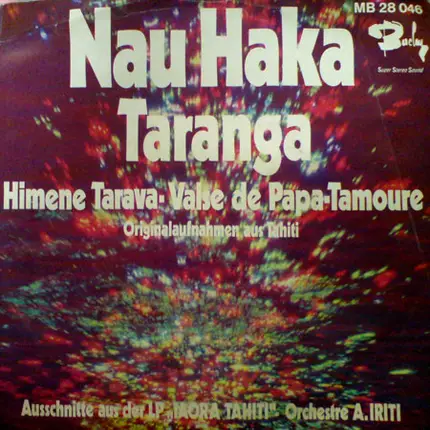 MB 28 046
Barclay
Super Stereo Sound
Nau Haka
Taranga
Himene Tarava-Valse de Papa-Tamoure
Originalaufnahmen aus Tahiti
Ausschnitte aus der LP „IAORA TAHITI" Orchestre A. IRITI